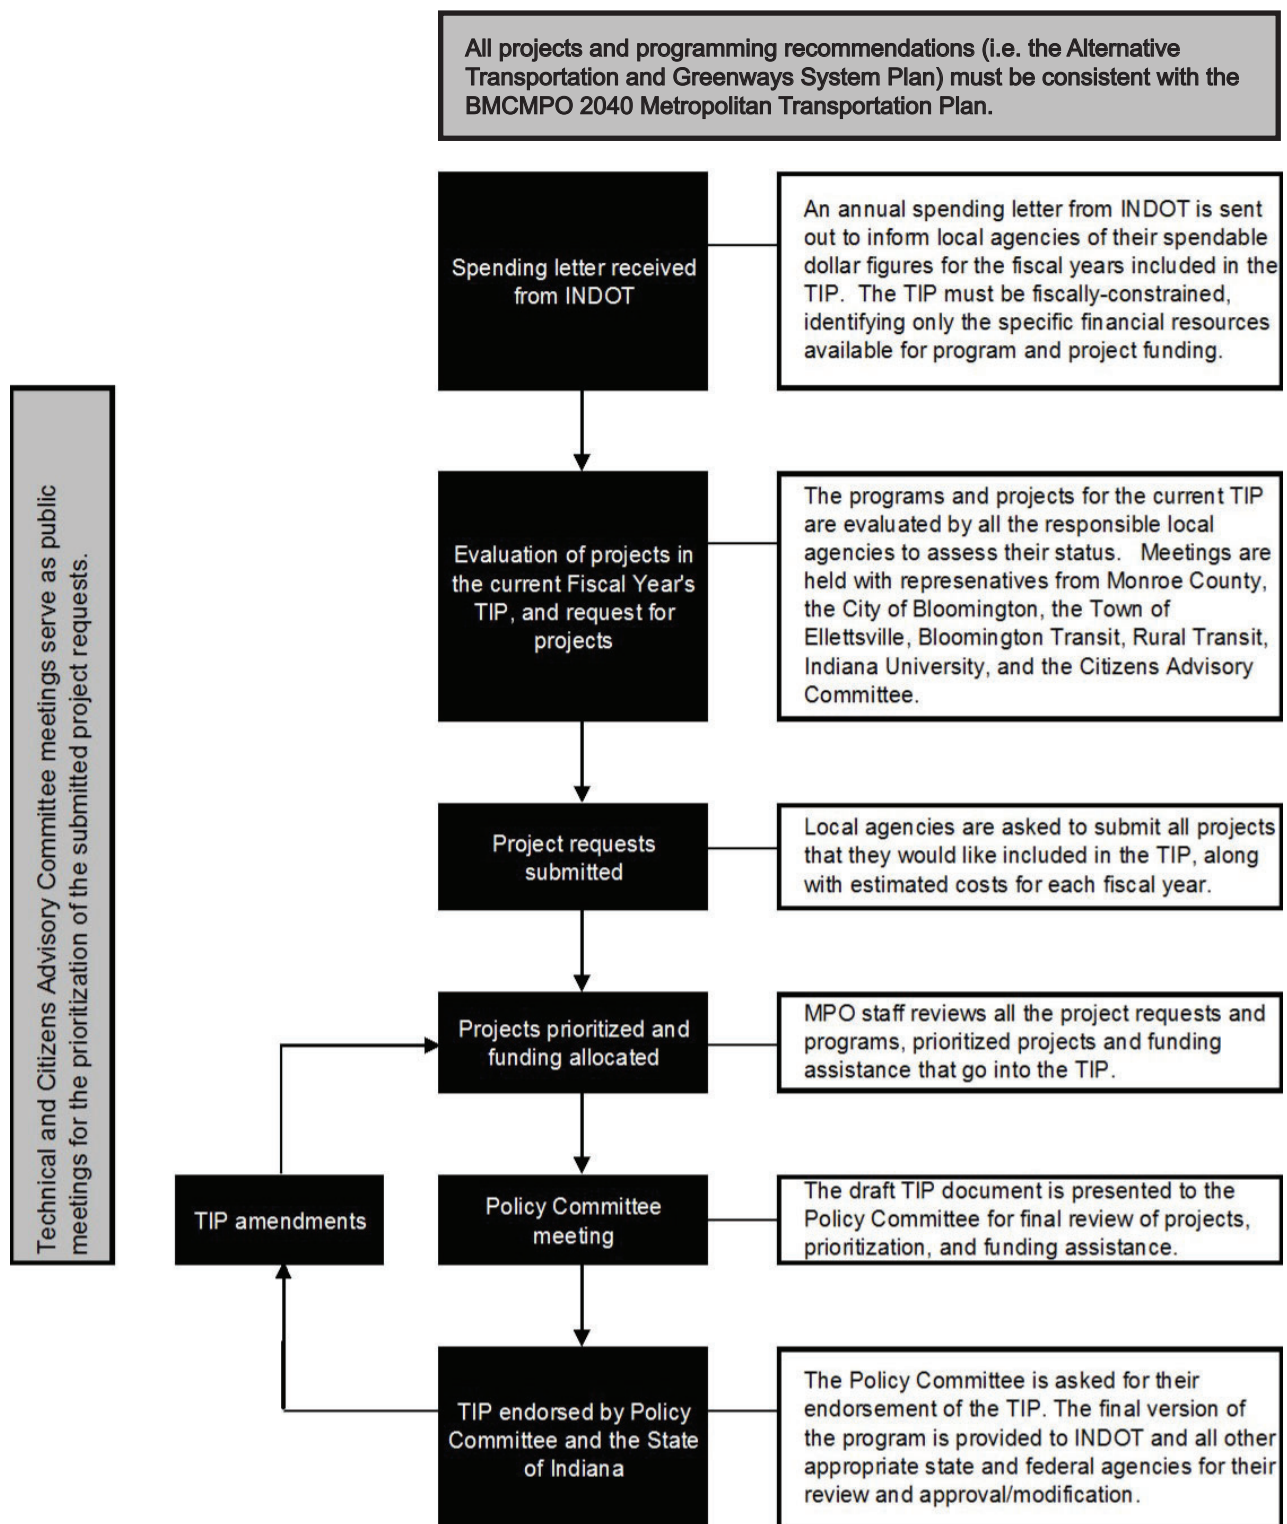 All projects and programming recommendations (i.e. the Alternative
Transportation and Greenways System Plan) must be consistent with the
BMCMPO 2040 Metropolitan Transportation Plan.
Spending letter received
from INDOT
An annual spending letter from INDOT is sent
out to inform local agencies of their spendable
dollar figures for the fiscal years included in the
TIP.  The TIP must be fiscally-constrained,
identifying only the specific financial resources
available for program and project funding.
Technical and Citizens Advisory Committee meetings serve as public
meetings for the prioritization of the submitted project requests.
Evaluation of projects in
the current Fiscal Year's
TIP, and request for
projects
The programs and projects for the current TIP
are evaluated by all the responsible local
agencies to assess their status.   Meetings are
held with represenatives from Monroe County,
the City of Bloomington, the Town of
Ellettsville, Bloomington Transit, Rural Transit,
Indiana University, and the Citizens Advisory
Committee.
Project requests
submitted
Local agencies are asked to submit all projects
that they would like included in the TIP, along
with estimated costs for each fiscal year.
Projects prioritized and
funding allocated
MPO staff reviews all the project requests and
programs, prioritized projects and funding
assistance that go into the TIP.
TIP amendments
Policy Committee
meeting
The draft TIP document is presented to the
Policy Committee for final review of projects,
prioritization, and funding assistance.
TIP endorsed by Policy
Committee and the State
of Indiana
The Policy Committee is asked for their
endorsement of the TIP. The final version of
the program is provided to INDOT and all other
appropriate state and federal agencies for their
review and approval/modification.